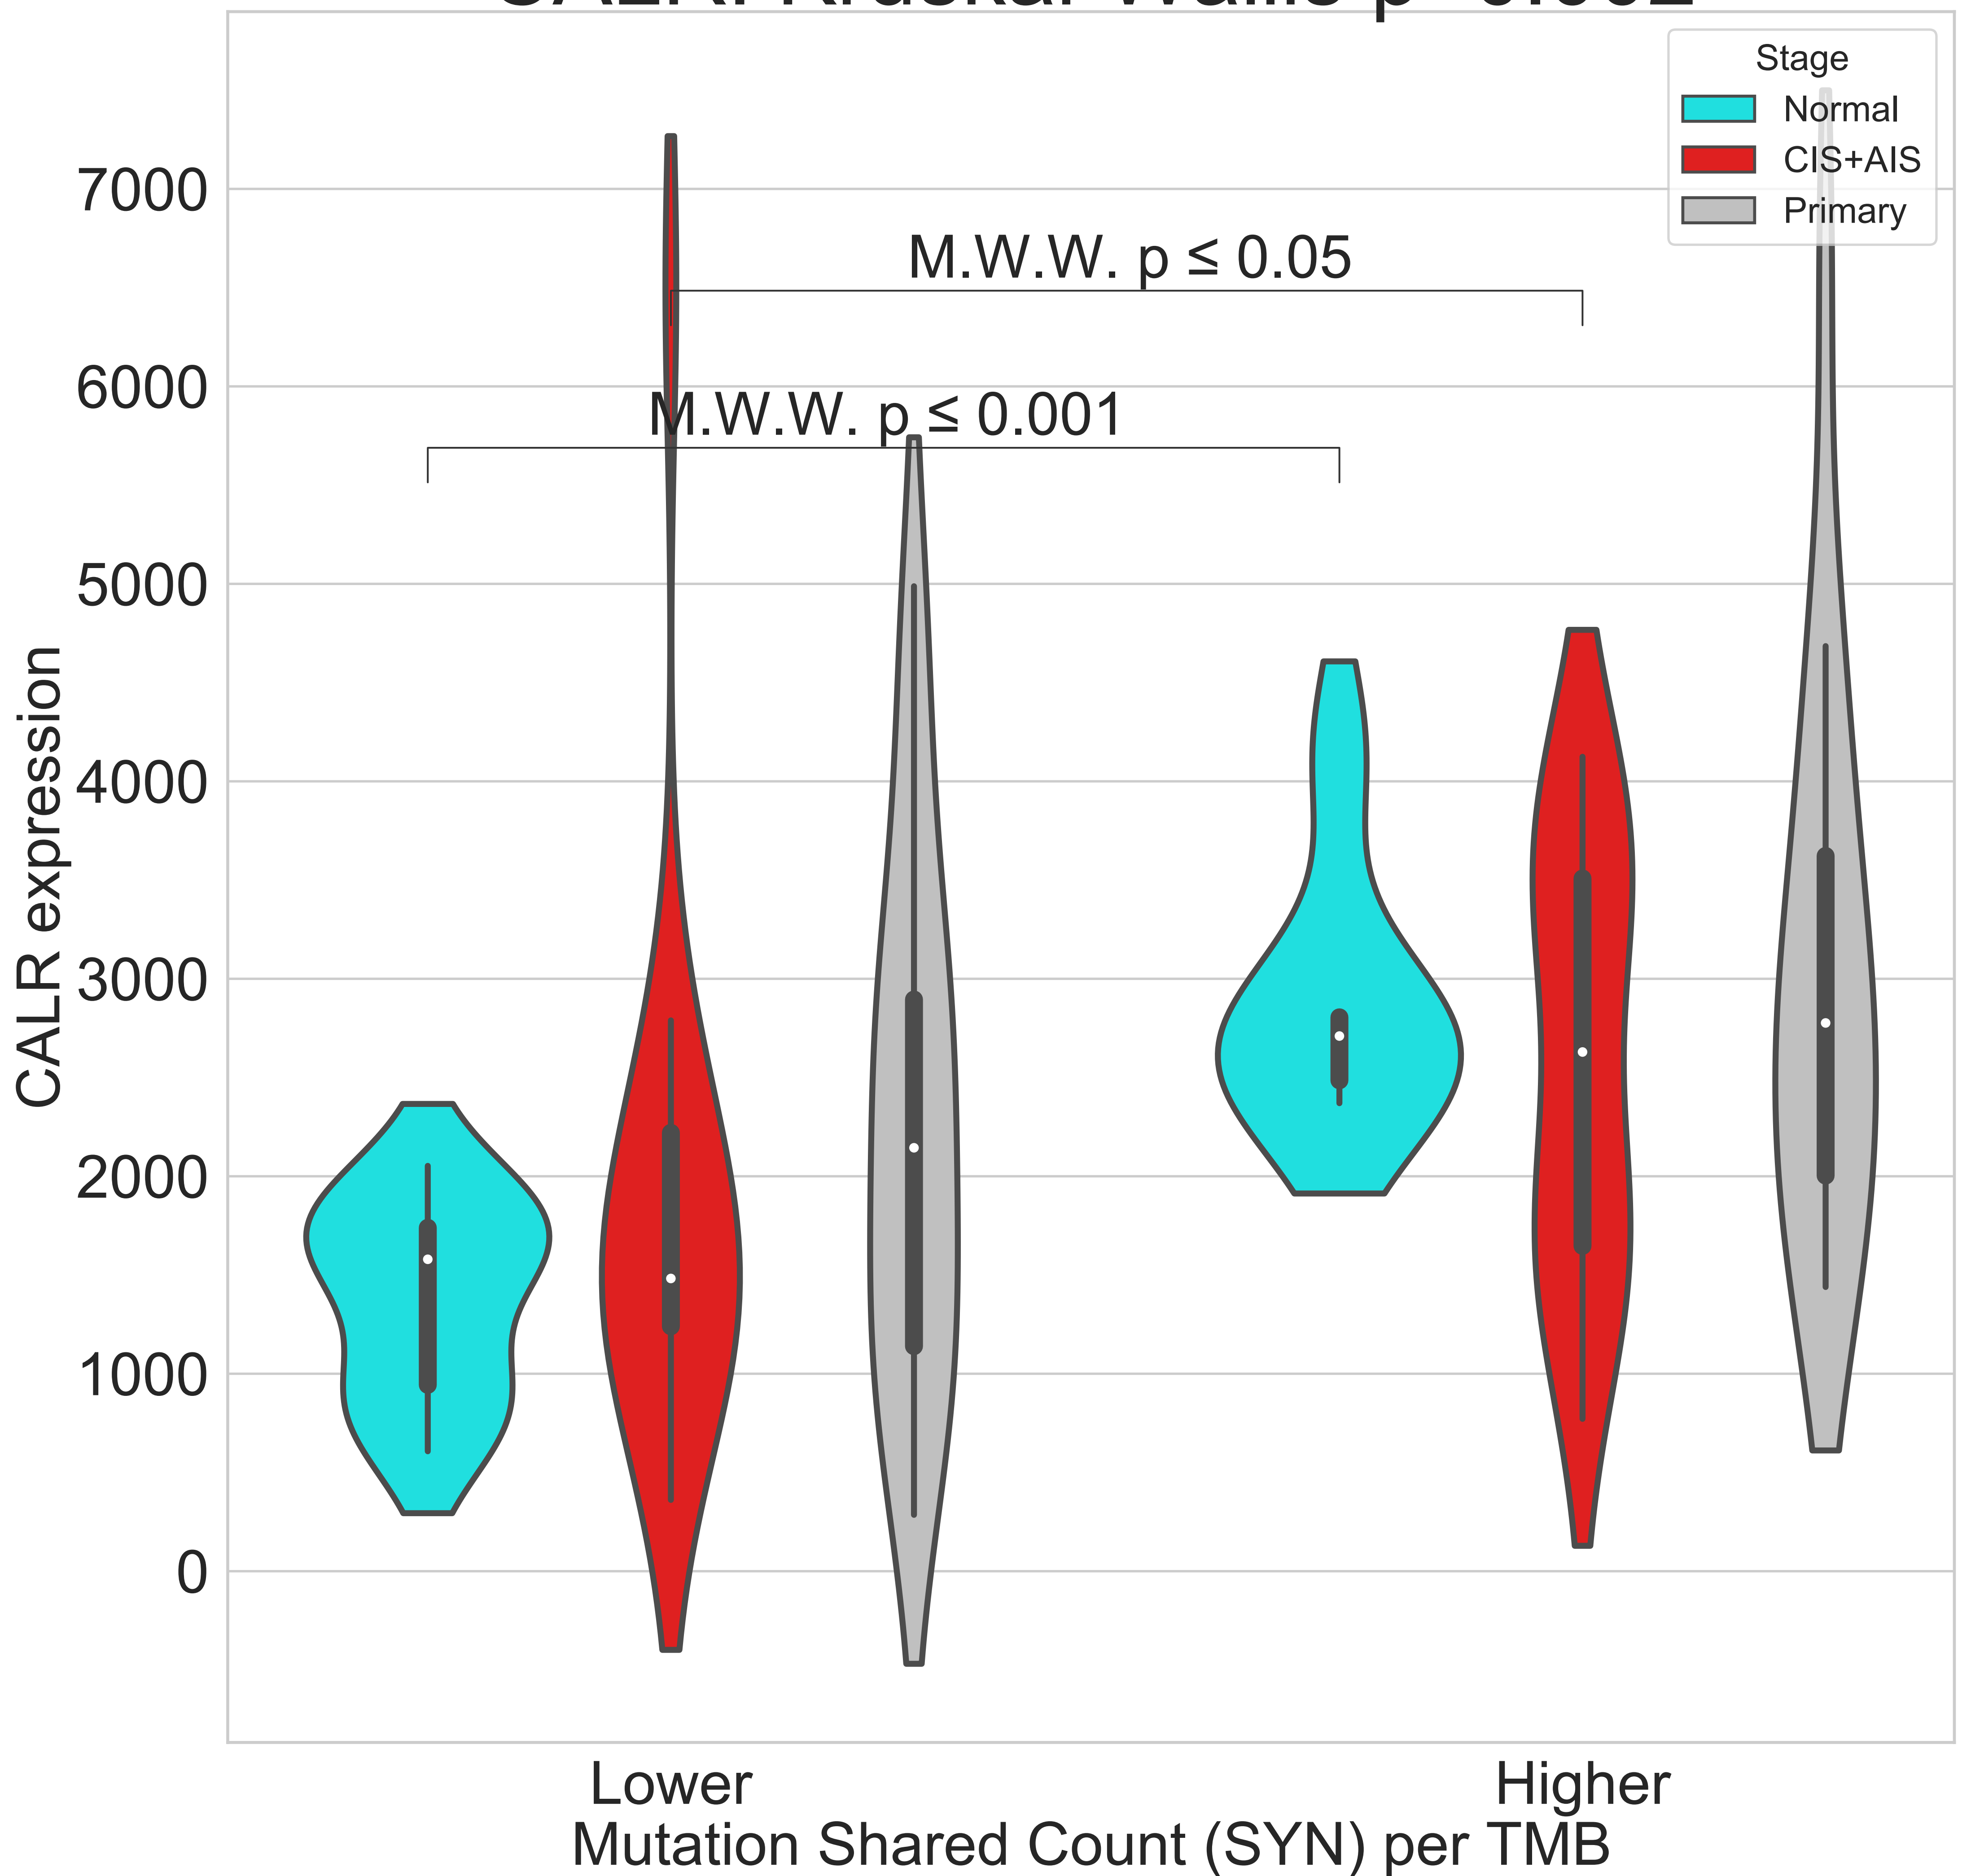 Stage
Normal
CIS+AIS
Primary
M.W.W. p ≤ 0.05
M.W.W. p ≤ 0.001
7000
6000
5000
4000
3000
2000
1000
0
CALR expression
Lower
Higher
Mutation Shared Count (SYN) per TMB